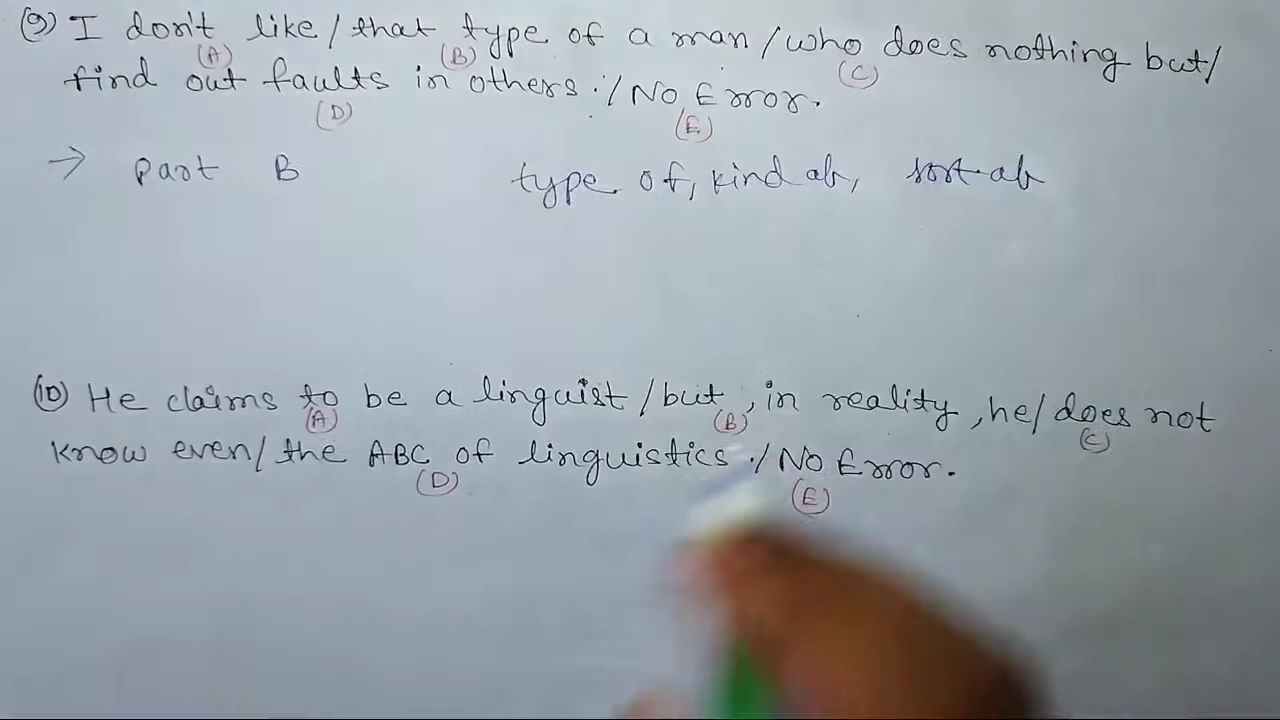 (9) I don't like / that type of a man / who does nothing but /
(A) (B) (C)
find out faults in others. / No Error.
(D) (E)
→ Part B type of, kind of, sort of
(10) He claims to be a linguist / but, in reality, he / does not
(A) (B) (C)
know even / the ABC of linguistics. / No Error.
(D) (E)